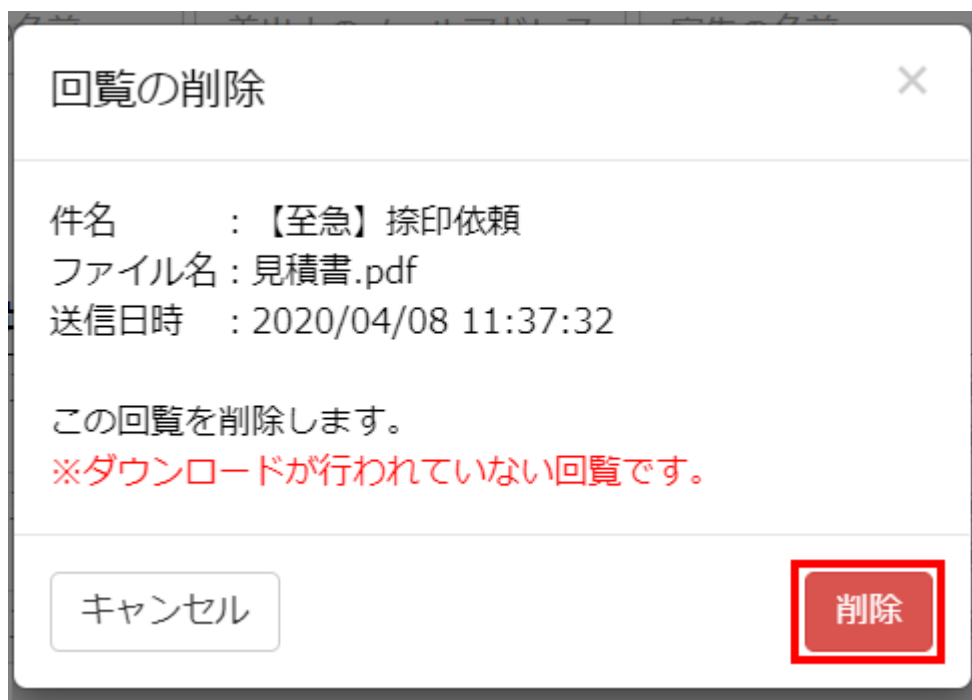 回覧の削除
×
件名　　：【至急】捺印依頼
ファイル名：見積書.pdf
送信日時　：2020/04/08 11:37:32
この回覧を削除します。
※ダウンロードが行われていない回覧です。
キャンセル
削除